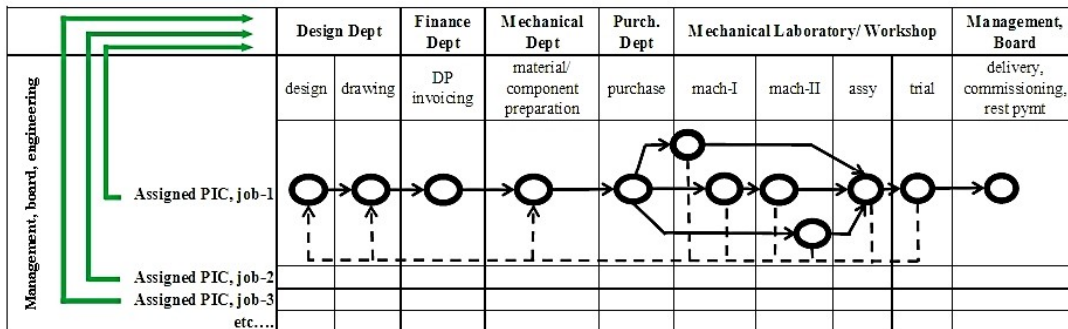 Design Dept
Finance
Dept
Mechanical
Dept
Purch.
Dept
Mechanical Laboratory/ Workshop
Management,
Board
Management, board, engineering
design
drawing
DP
invoicing
material/
component
preparation
purchase
mach-I
mach-II
assy
trial
delivery,
commissioning,
rest pymt
Assigned PIC, job-1
Assigned PIC, job-2
Assigned PIC, job-3
etc....